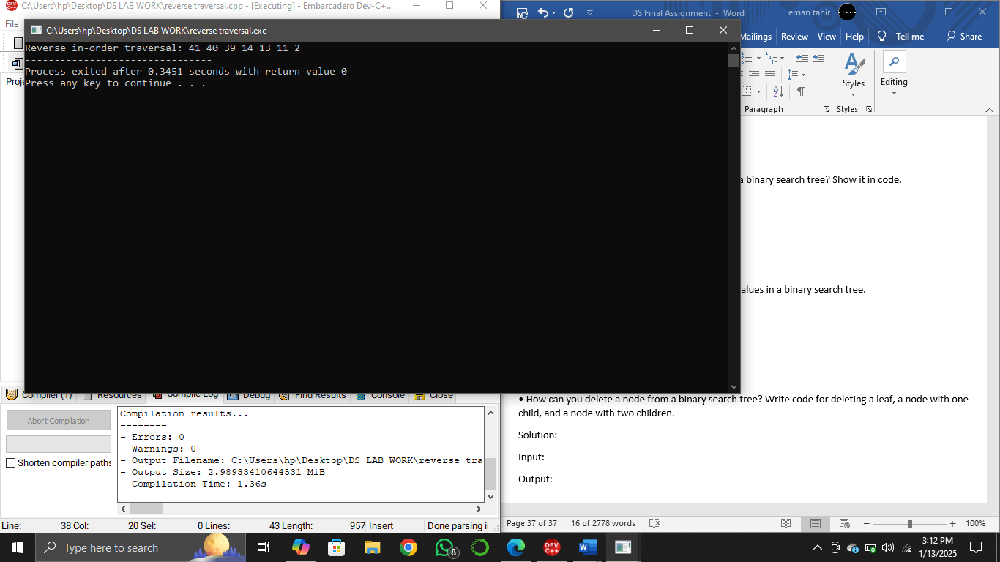 C:\Users\hp\Desktop\DS LAB WORK\reverse traversal.cpp - [Executing] - Embarcadero Dev-C+...
File
C:\Users\hp\Desktop\DS LAB WORK\reverse traversal.exe
Reverse in-order traversal: 41 40 39 14 13 11 2
--------------------------------
Process exited after 0.3451 seconds with return value 0
Press any key to continue . . .
Proje
DS Final Assignment - Word
eman tahir
Mailings Review View Help Tell me Share
Styles
Editing
Paragraph
Styles
a binary search tree? Show it in code.
alues in a binary search tree.
• How can you delete a node from a binary search tree? Write code for deleting a leaf, a node with one
child, and a node with two children.
Solution:
Input:
Output:
Compiler (1) Resources Compile Log Debug Find Results Console Close
Abort Compilation
Shorten compiler paths
Compilation results...
--------
- Errors: 0
- Warnings: 0
- Output Filename: C:\Users\hp\Desktop\DS LAB WORK\reverse tra
- Output Size: 2.98933410644531 MiB
- Compilation Time: 1.36s
Line: 38 Col: 20 Sel: 0 Lines: 43 Length: 957 Insert Done parsing i
Page 37 of 37 16 of 2778 words 100%
Type here to search
DEV C++
8
3:12 PM
1/13/2025